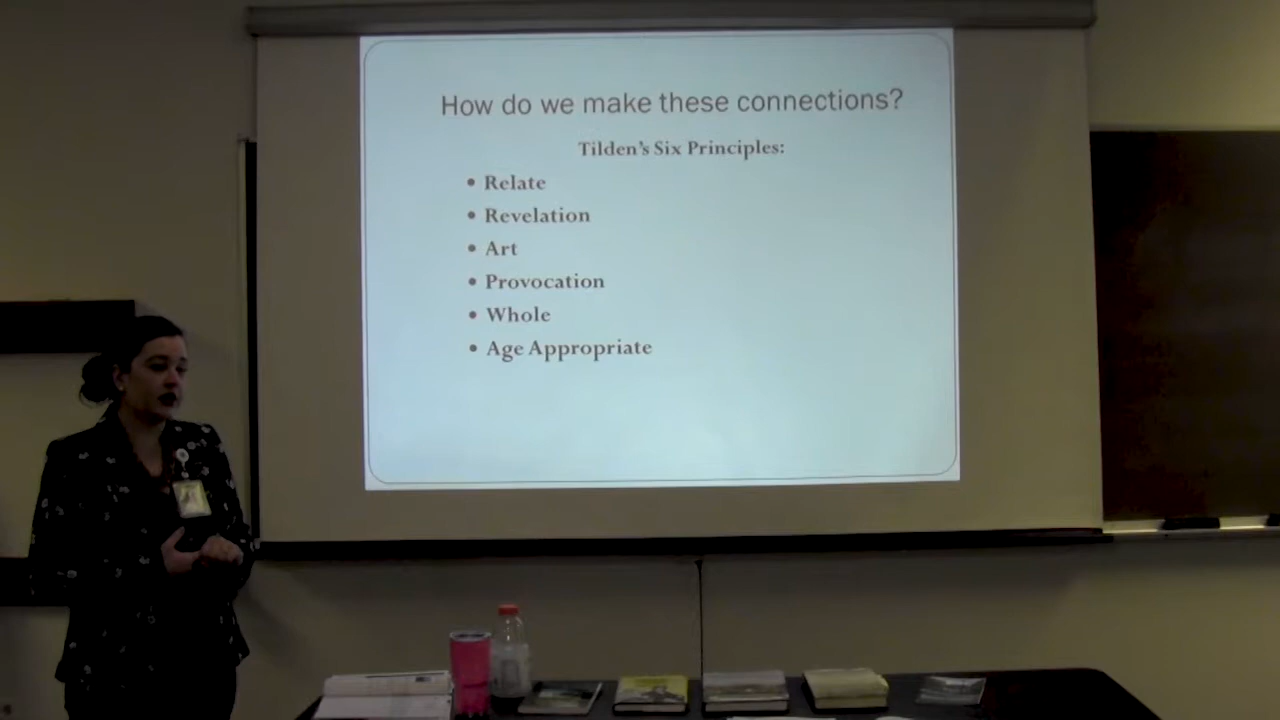 How do we make these connections?
Tilden's Six Principles:
• Relate
• Revelation
• Art
• Provocation
• Whole
• Age Appropriate